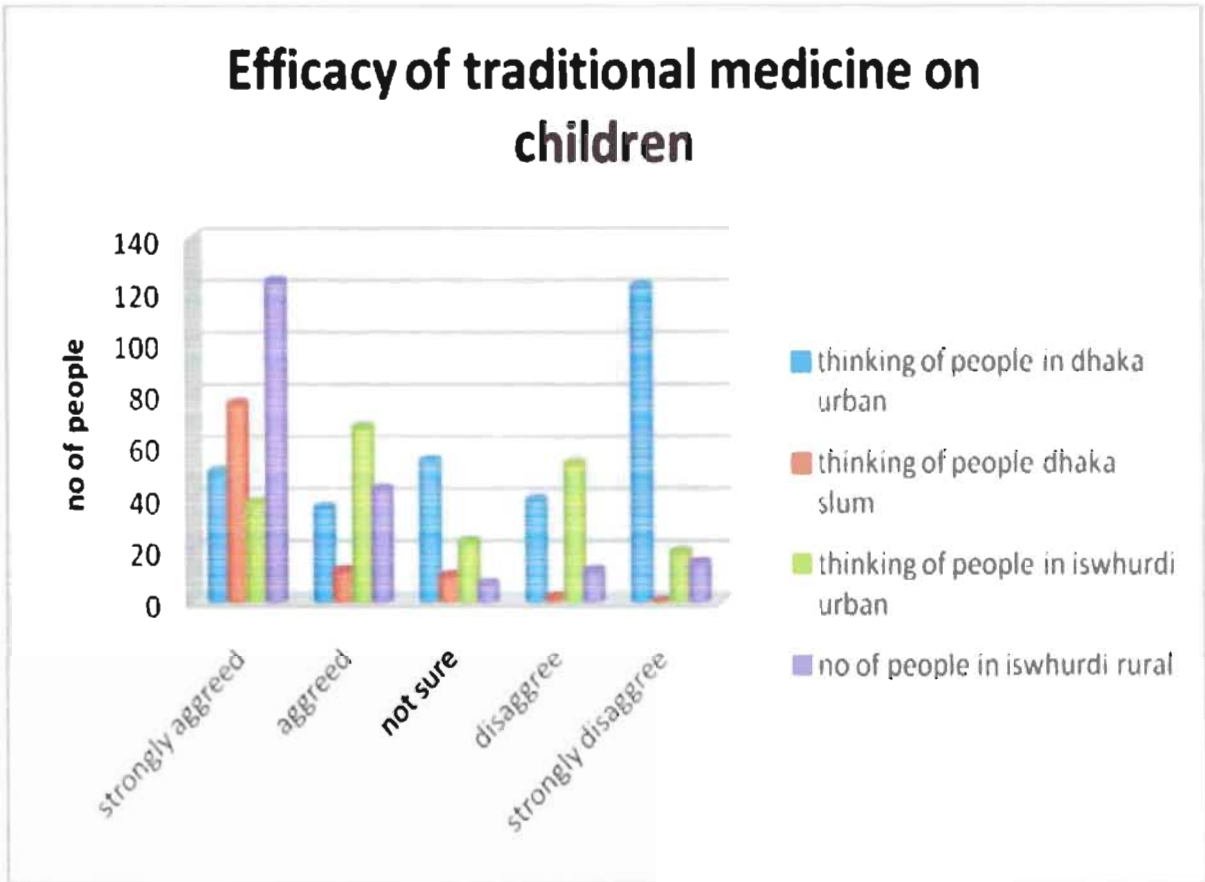 Efficacy of traditional medicine on
children
140
120
100
80
60
40
20
0
no of people
strongly aggreed
aggreed
not sure
disaggree
strongly disaggree
thinking of people in dhaka
urban
thinking of people dhaka
slum
thinking of people in iswhurdi
urban
no of people in iswhurdi rural